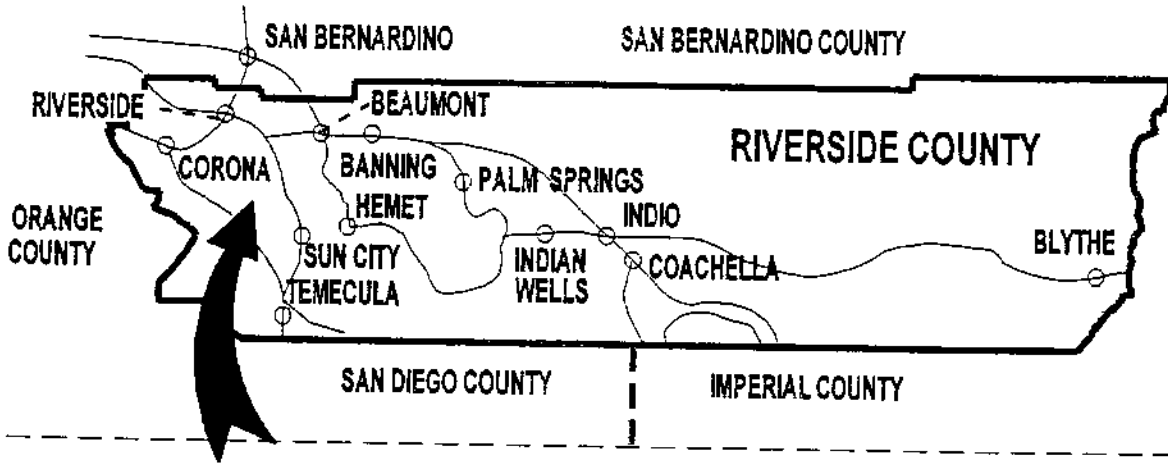 SAN BERNARDINO
SAN BERNARDINO COUNTY
RIVERSIDE
BEAUMONT
RIVERSIDE COUNTY
CORONA
BANNING
PALM SPRINGS
HEMET
ORANGE
COUNTY
INDIO
SUN CITY
INDIAN
WELLS
COACHELLA
BLYTHE
TEMECULA
SAN DIEGO COUNTY
IMPERIAL COUNTY